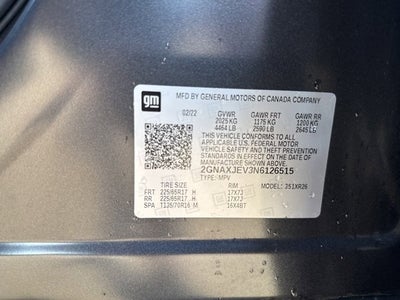 gm
MFD BY GENERAL MOTORS OF CANADA COMPANY
02/22 GVWR GAWR FRT GAWR RR
2025 KG 1175 KG 1200 KG
4464 LB 2590 LB 2645 LB
THIS VEHICLE CONFORMS TO ALL APPLICABLE
U.S. FEDERAL MOTOR VEHICLE SAFETY AND
THEFT PREVENTION STANDARDS IN EFFECT ON
THE DATE OF MANUFACTURE SHOWN ABOVE.
2GNAXJEV3N6126515
TYPE: MPV MODEL: 351XR26
TIRE SIZE RIM
FRT 225/65R17 H 17X7J
RR 225/65R17 H 17X7J
SPA T135/70R16 M 16X4BT